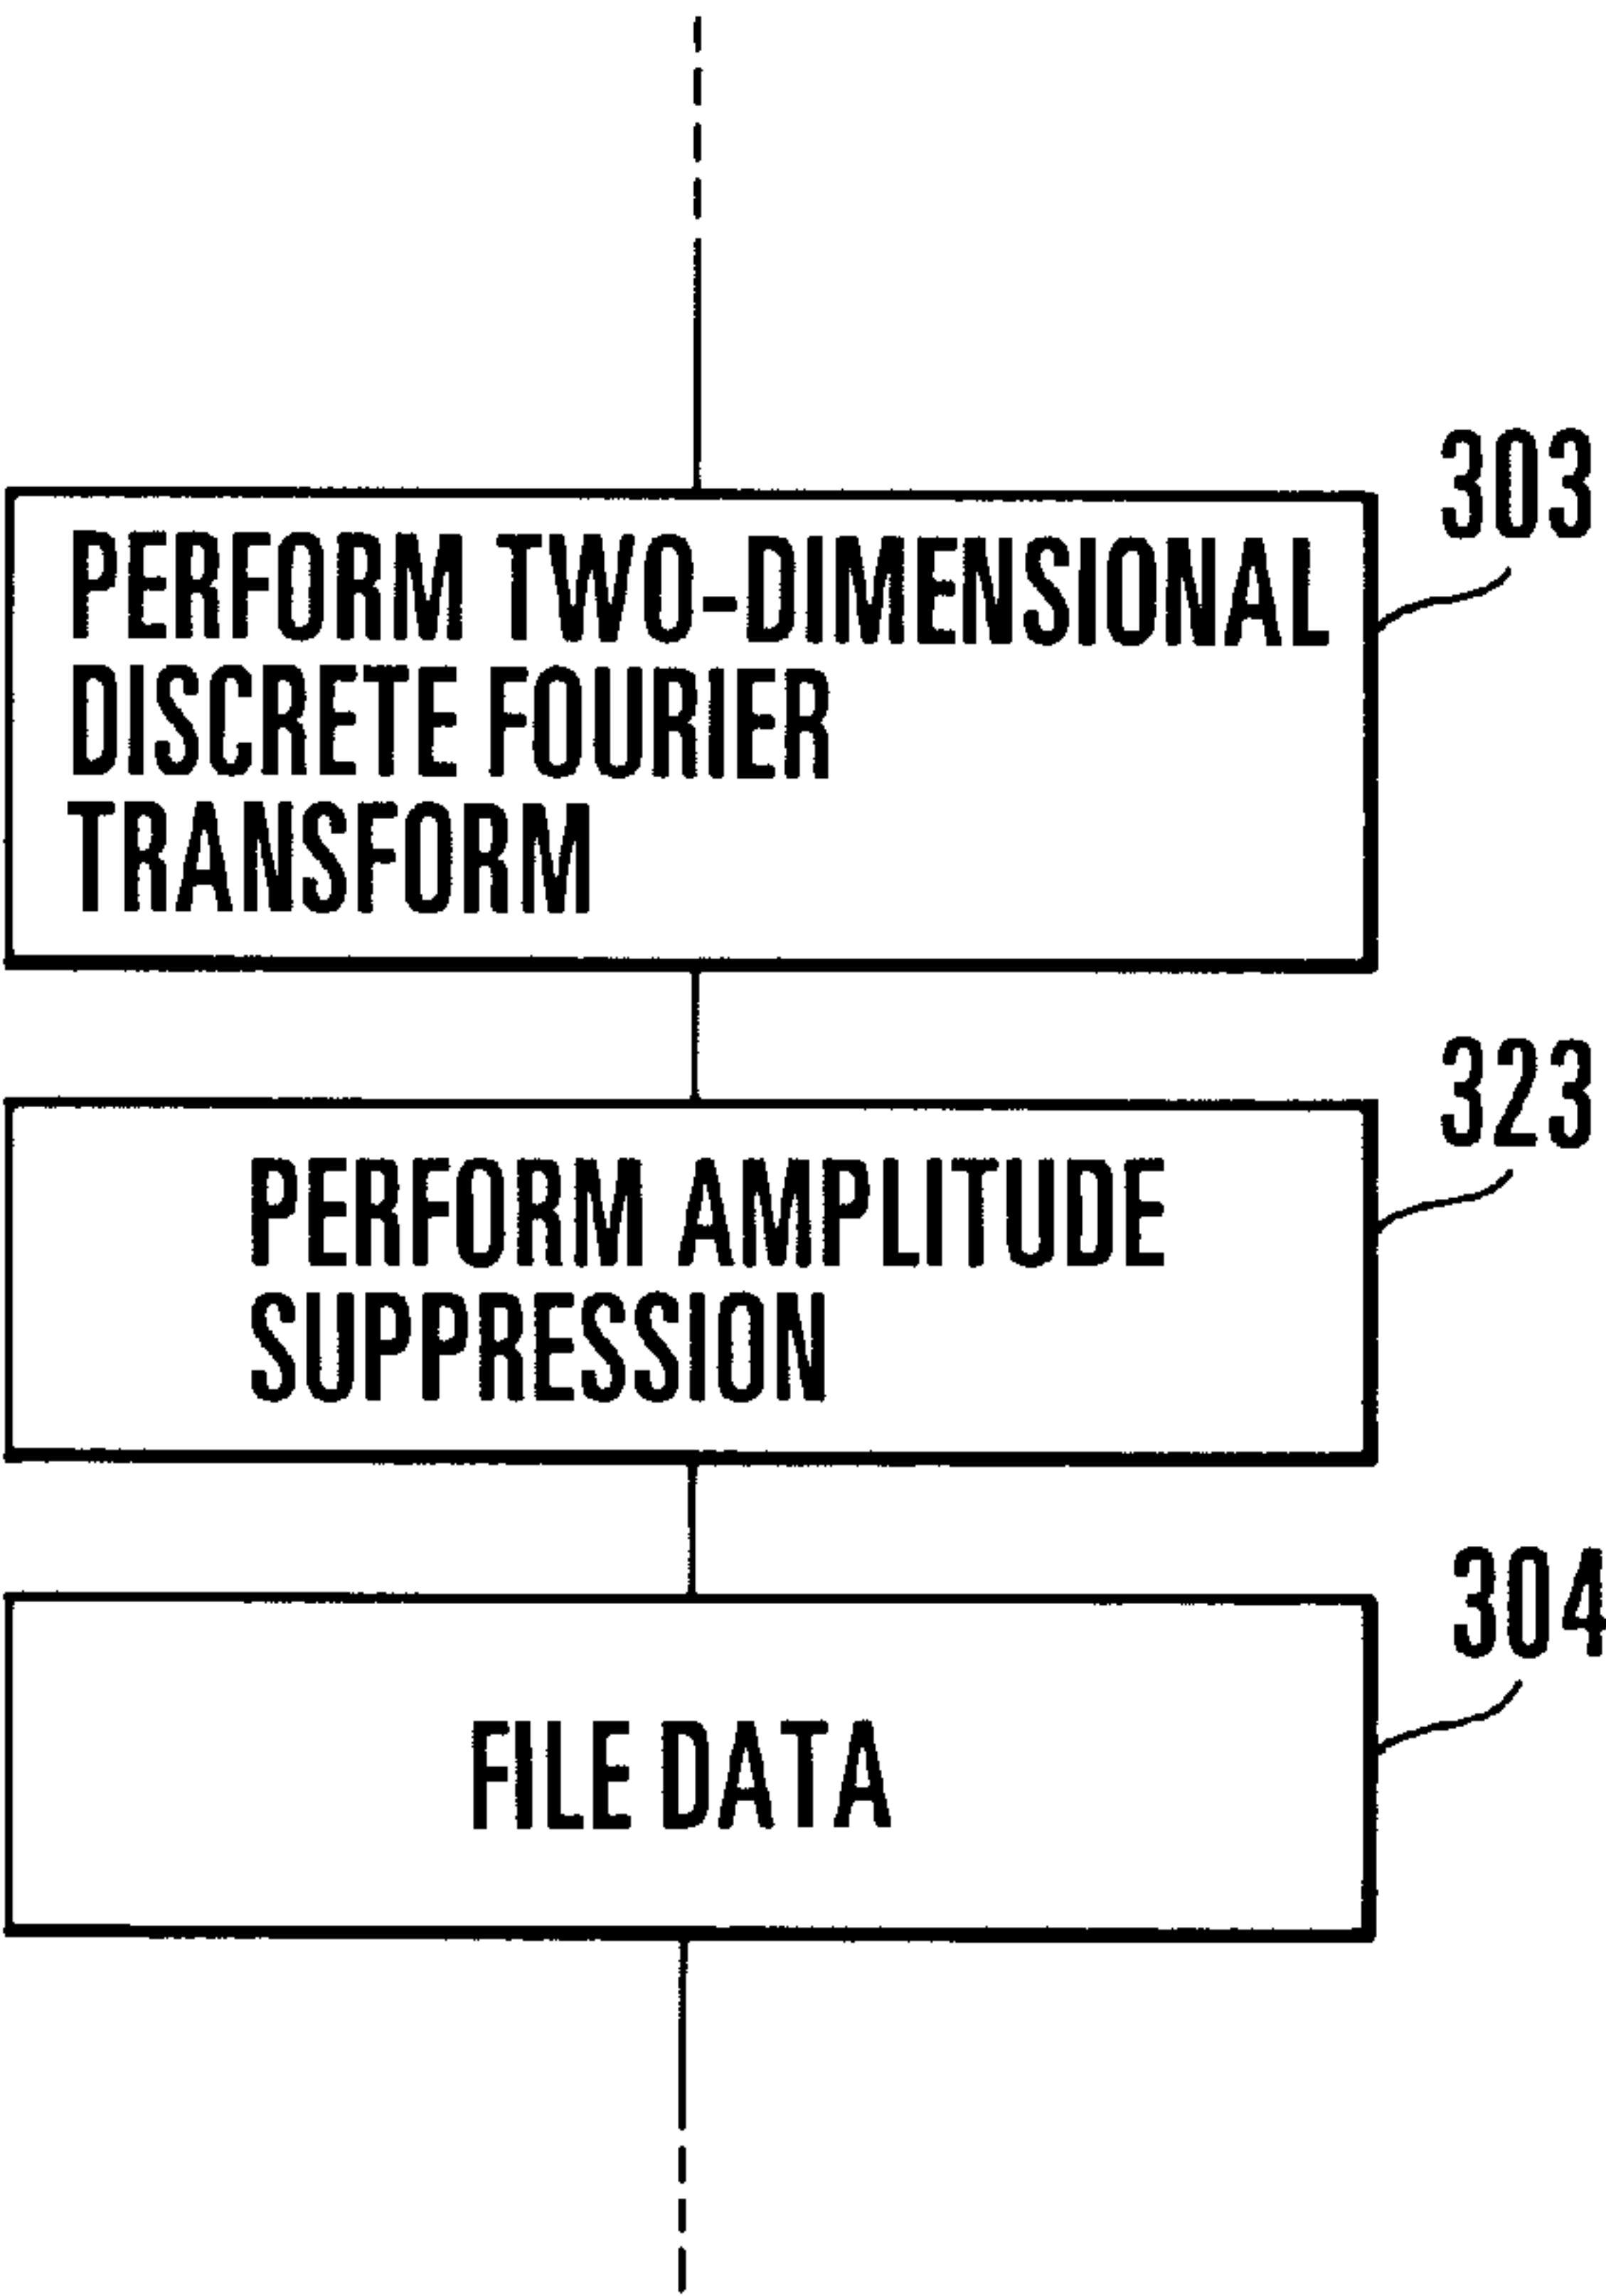 303
PERFORM TWO-DIMENSIONAL
DISCRETE FOURIER
TRANSFORM
323
PERFORM AMPLITUDE
SUPPRESSION
304
FILE DATA